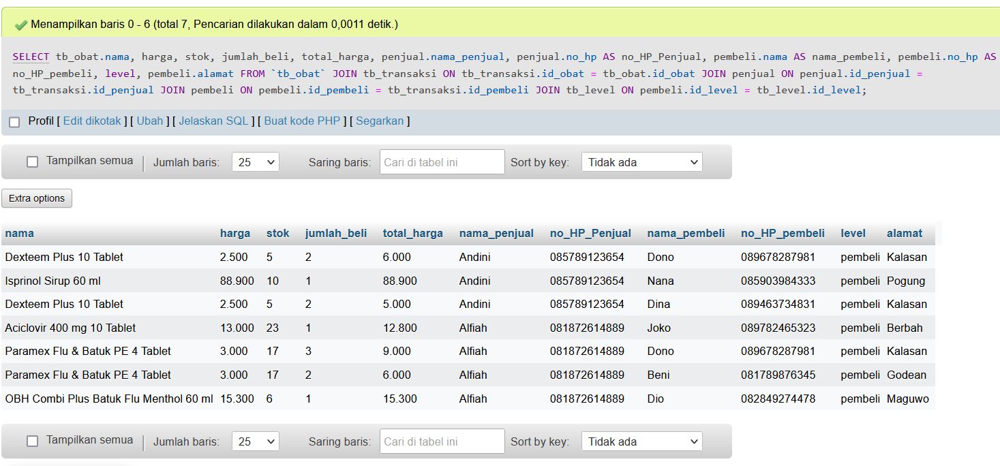 Menampilkan baris 0 - 6 (total 7, Pencarian dilakukan dalam 0,0011 detik.)
SELECT tb_obat.nama, harga, stok, jumlah_beli, total_harga, penjual.nama_penjual, penjual.no_hp AS no_HP_Penjual, pembeli.nama AS nama_pembeli, pembeli.no_hp AS
no_HP_pembeli, level, pembeli.alamat FROM `tb_obat` JOIN tb_transaksi ON tb_transaksi.id_obat = tb_obat.id_obat JOIN penjual ON penjual.id_penjual =
tb_transaksi.id_penjual JOIN pembeli ON pembeli.id_pembeli = tb_transaksi.id_pembeli JOIN tb_level ON pembeli.id_level = tb_level.id_level;
Profil [ Edit dikotak ] [ Ubah ] [ Jelaskan SQL ] [ Buat kode PHP ] [ Segarkan ]
Tampilkan semua | Jumlah baris: 25 Saring baris: Cari di tabel ini Sort by key: Tidak ada
Extra options
nama harga stok jumlah_beli total_harga nama_penjual no_HP_Penjual nama_pembeli no_HP_pembeli level alamat
Dexteem Plus 10 Tablet 2.500 5 2 6.000 Andini 085789123654 Dono 089678287981 pembeli Kalasan
Isprinol Sirup 60 ml 88.900 10 1 88.900 Andini 085789123654 Nana 085903984333 pembeli Pogung
Dexteem Plus 10 Tablet 2.500 5 2 5.000 Andini 085789123654 Dina 089463734831 pembeli Kalasan
Aciclovir 400 mg 10 Tablet 13.000 23 1 12.800 Alfiah 081872614889 Joko 089782465323 pembeli Berbah
Paramex Flu & Batuk PE 4 Tablet 3.000 17 3 9.000 Alfiah 081872614889 Dono 089678287981 pembeli Kalasan
Paramex Flu & Batuk PE 4 Tablet 3.000 17 2 6.000 Alfiah 081872614889 Beni 081789876345 pembeli Godean
OBH Combi Plus Batuk Flu Menthol 60 ml 15.300 6 1 15.300 Alfiah 081872614889 Dio 082849274478 pembeli Maguwo
Tampilkan semua | Jumlah baris: 25 Saring baris: Cari di tabel ini Sort by key: Tidak ada